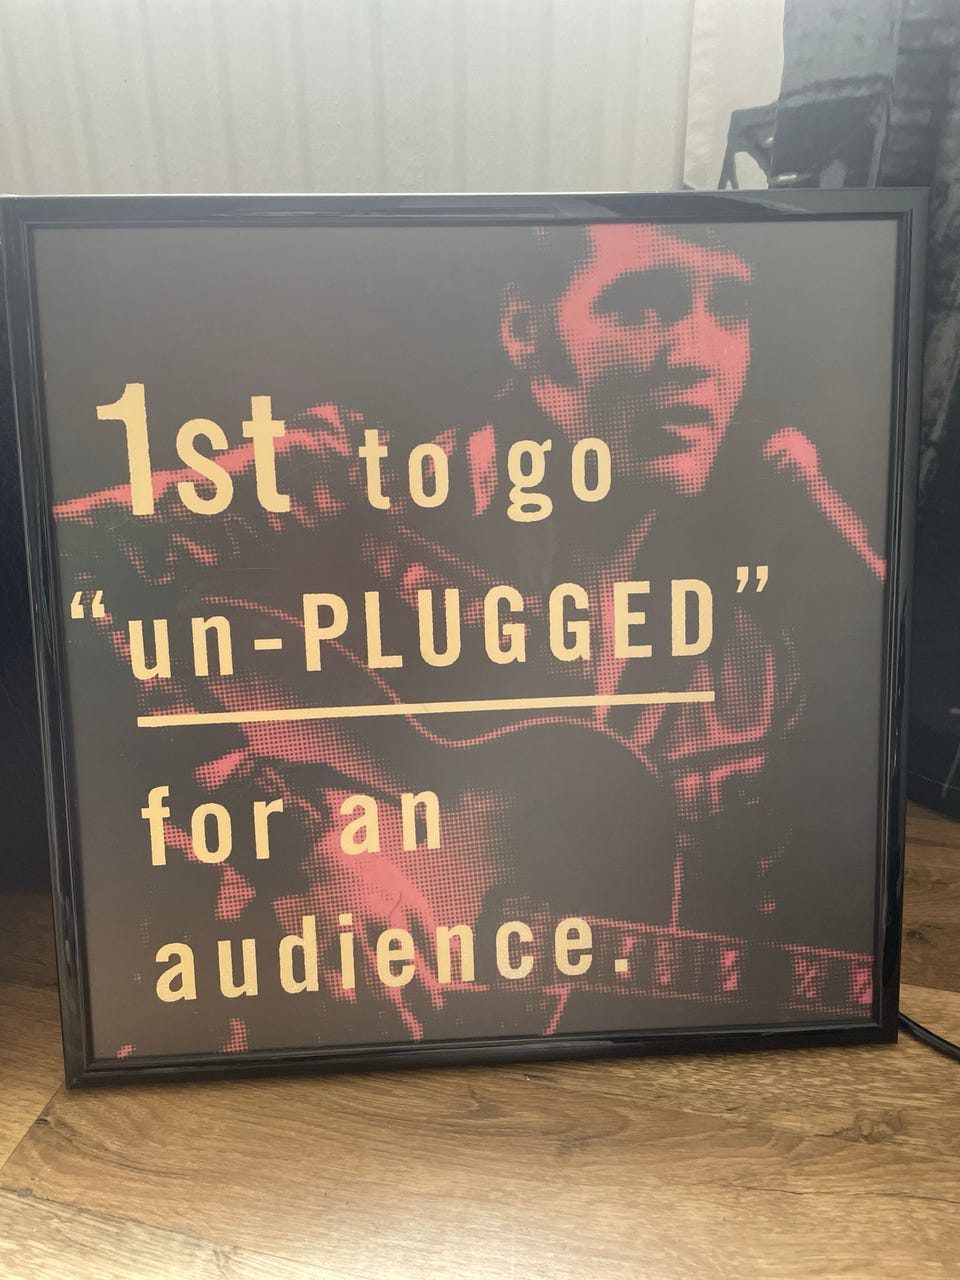 1st to go
“un-PLUGGED”
for an
audience.